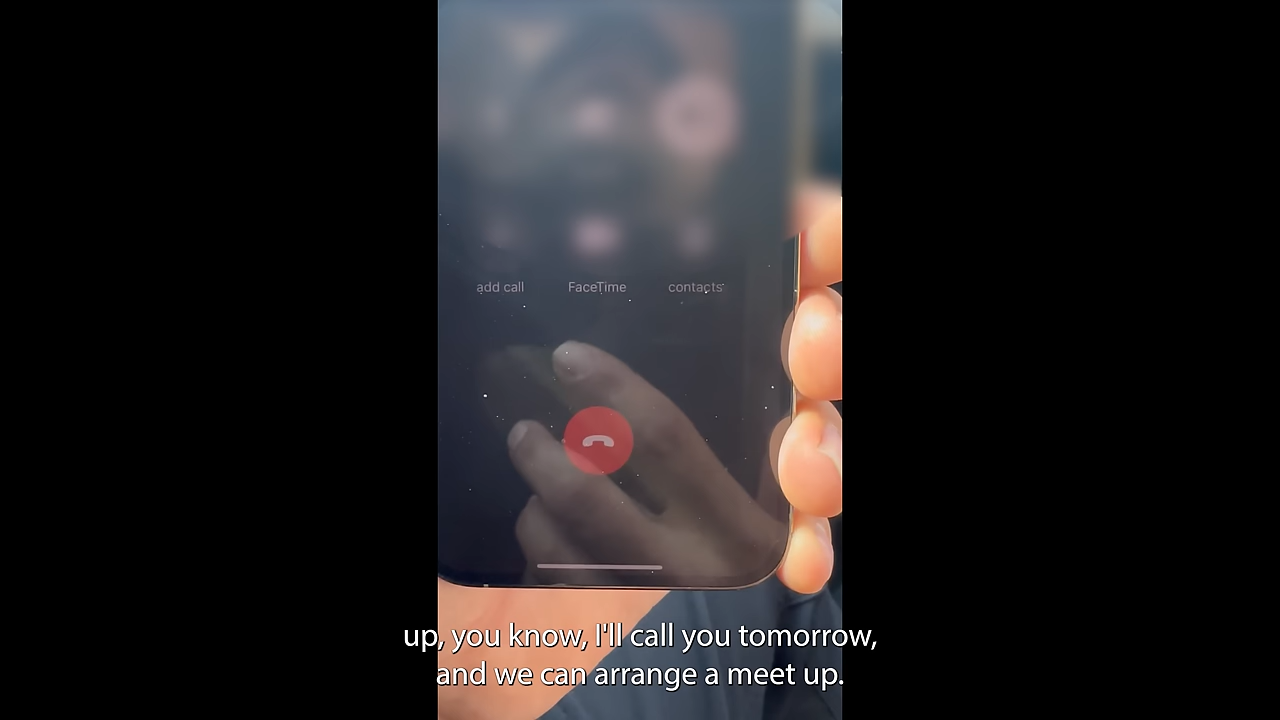 add call FaceTime contacts
up, you know, I'll call you tomorrow,
and we can arrange a meet up.